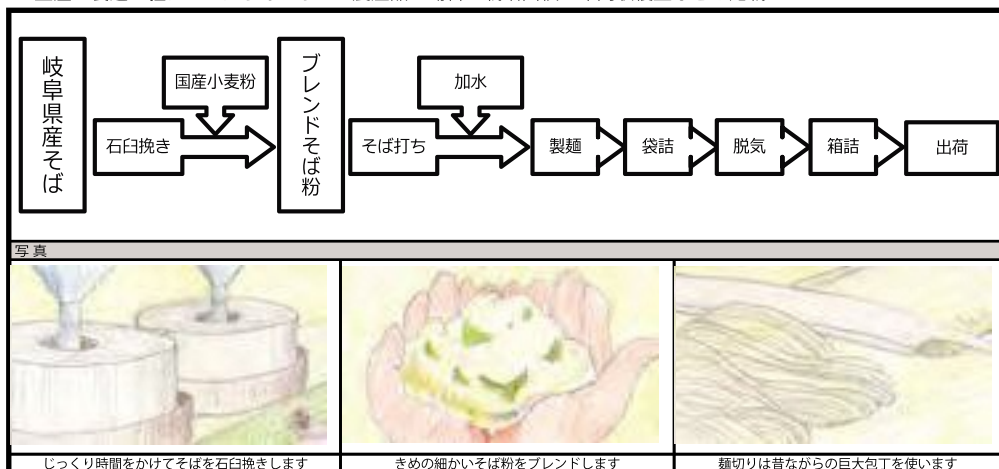 岐阜県産そば
石臼挽き
国産小麦粉
ブレンドそば粉
そば打ち
加水
製麺
袋詰
脱気
箱詰
出荷
写真
じっくり時間をかけてそばを石臼挽きします
きめの細かいそば粉をブレンドします
麺切りは昔ながらの巨大包丁を使います